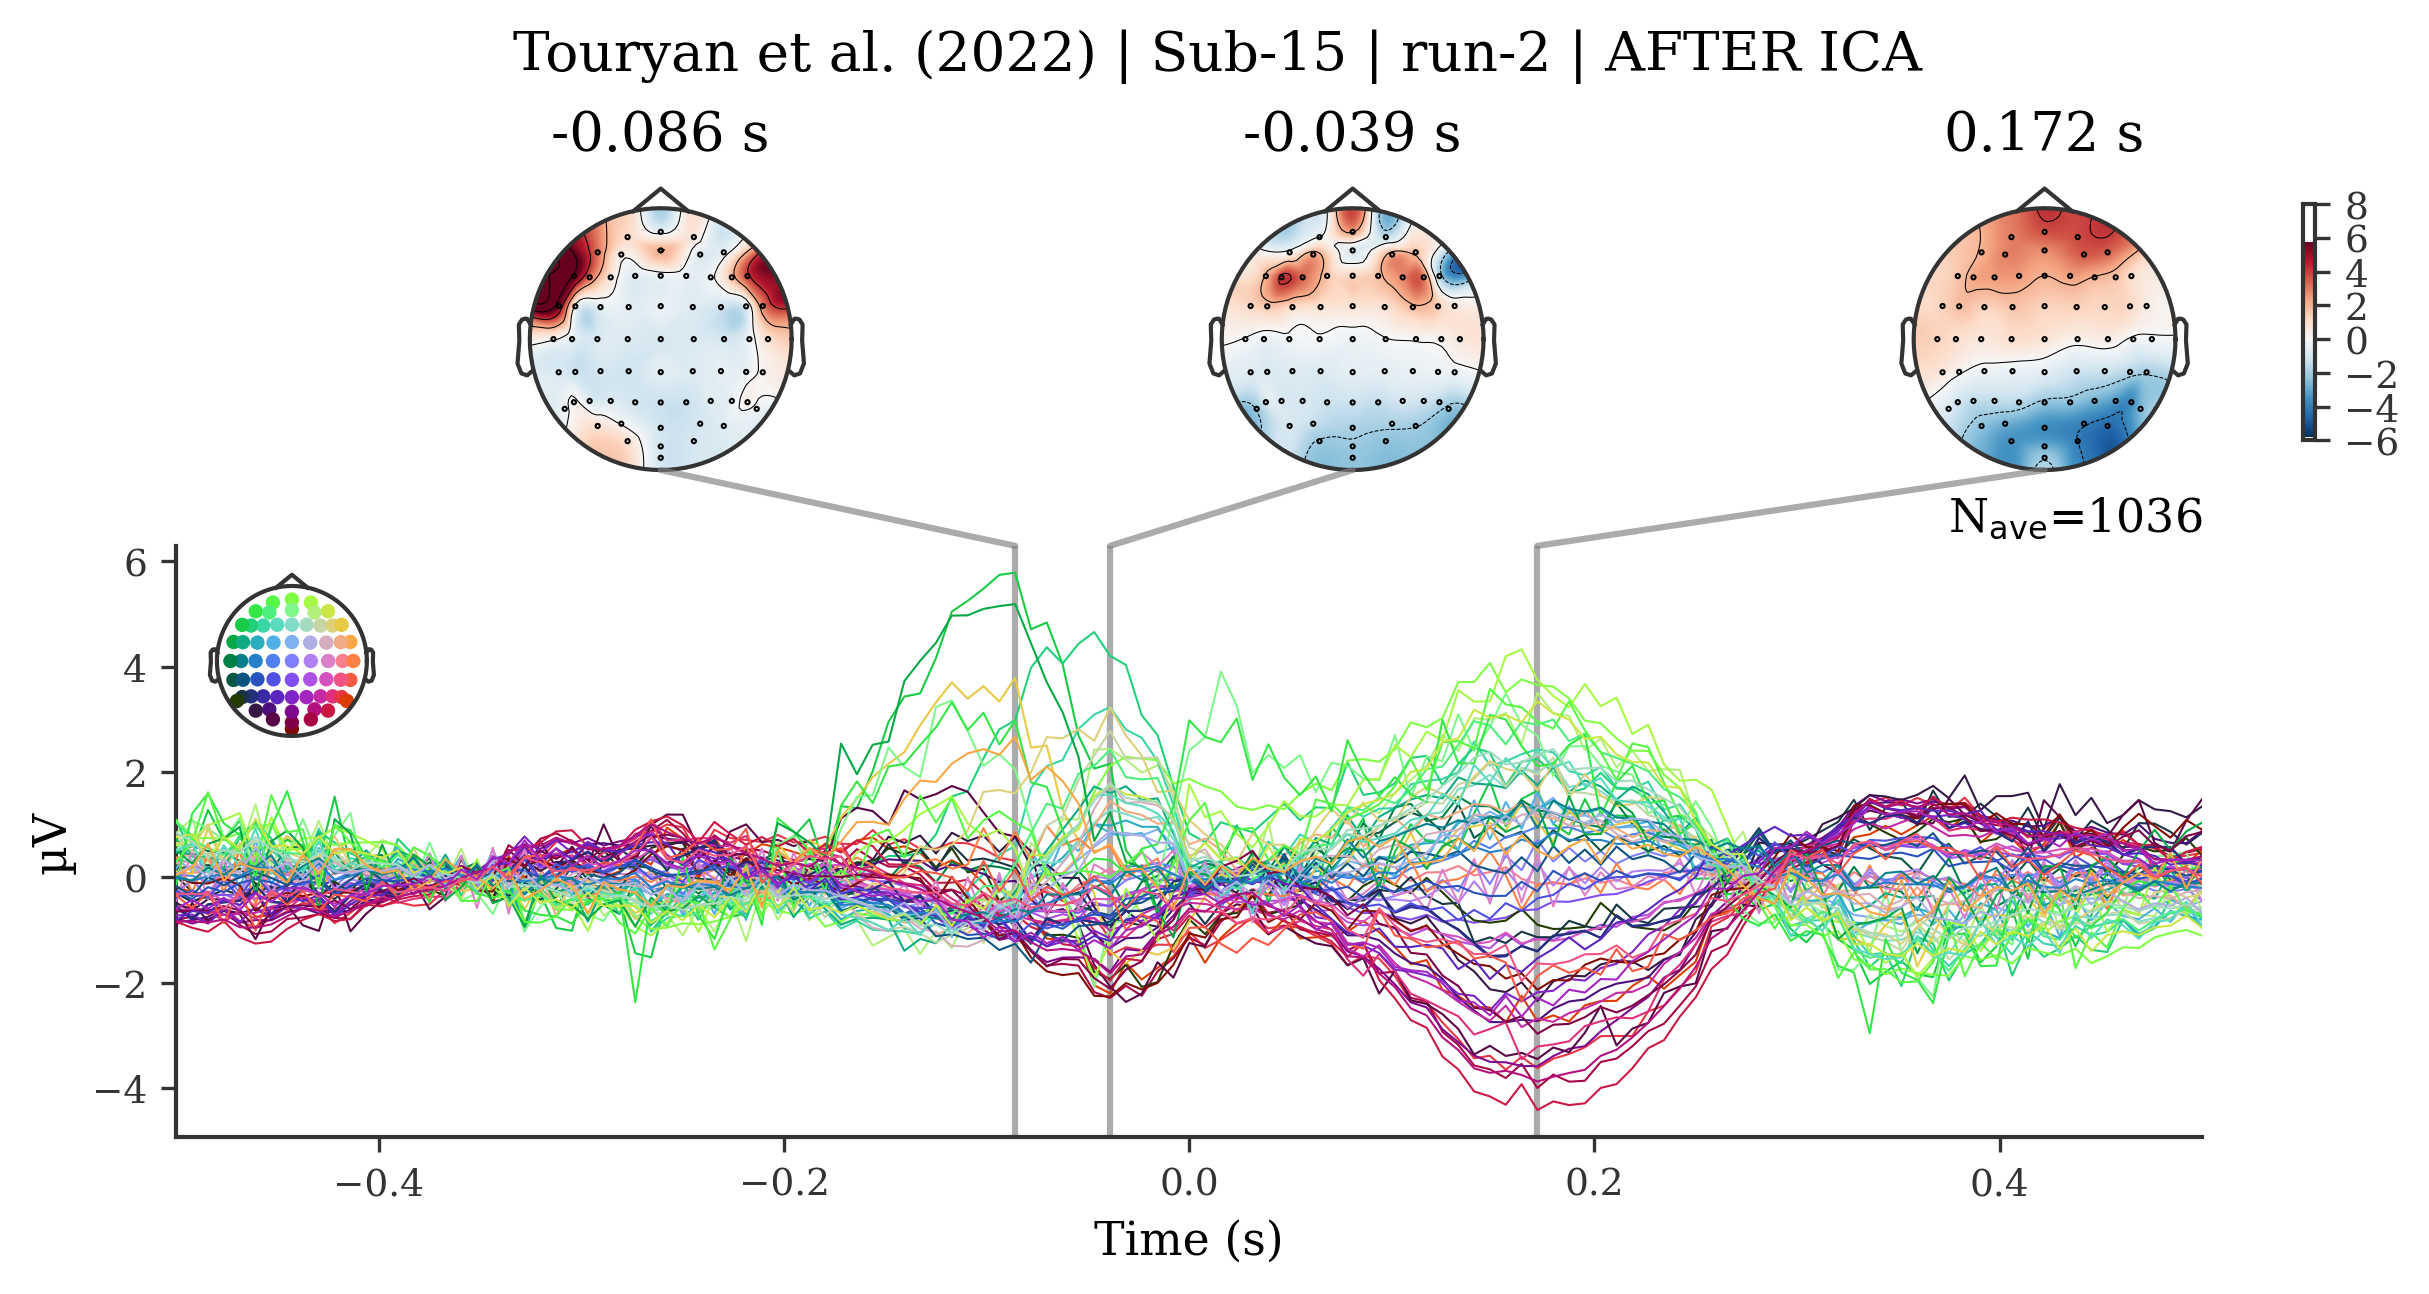 Touryan et al. (2022) | Sub-15 | run-2 | AFTER ICA
-0.086 s
-0.039 s
0.172 s
8
6
4
2
0
−2
−4
−6
N_ave=1036
6
4
2
0
−2
−4
μV
−0.4
−0.2
0.0
0.2
0.4
Time (s)